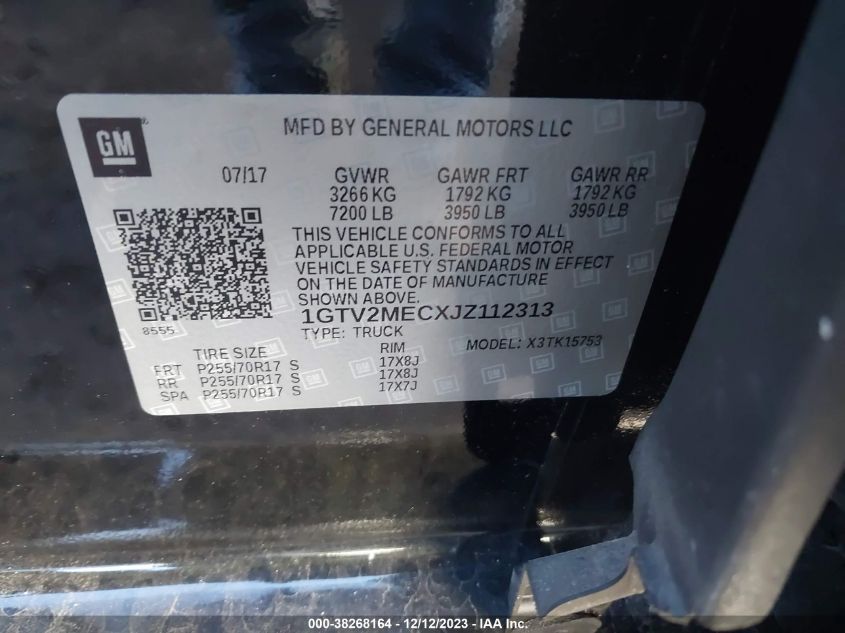 GM
MFD BY GENERAL MOTORS LLC
07/17 GVWR GAWR FRT GAWR RR
3266 KG 1792 KG 1792 KG
7200 LB 3950 LB 3950 LB
THIS VEHICLE CONFORMS TO ALL
APPLICABLE U.S. FEDERAL MOTOR
VEHICLE SAFETY STANDARDS IN EFFECT
ON THE DATE OF MANUFACTURE
SHOWN ABOVE.
1GTV2MECXJZ112313
8555
TYPE: TRUCK MODEL: X3TK15753
TIRE SIZE RIM
FRT P255/70R17 S 17X8J
RR P255/70R17 S 17X8J
SPA P255/70R17 S 17X7J
000-38268164 - 12/12/2023 - IAA Inc.